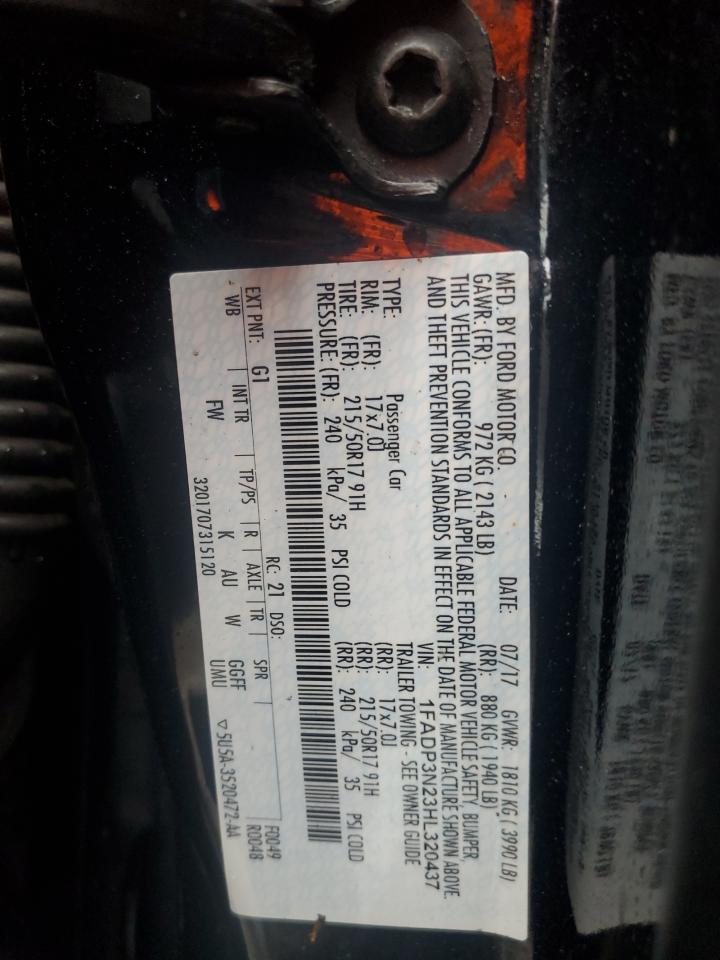 MFD. BY FORD MOTOR CO. DATE: 07/17 GVWR: 1810 KG ( 3990 LB)
GAWR: (FR): 972 KG ( 2143 LB) (RR): 880 KG ( 1940 LB)
THIS VEHICLE CONFORMS TO ALL APPLICABLE FEDERAL MOTOR VEHICLE SAFETY, BUMPER,
AND THEFT PREVENTION STANDARDS IN EFFECT ON THE DATE OF MANUFACTURE SHOWN ABOVE.
VIN: 1FADP3N23HL320437
TYPE: Passenger Car TRAILER TOWING - SEE OWNER GUIDE
RIM: (FR): 17x7.0J (RR): 17x7.0J
TIRE: (FR): 215/50R17 91H (RR): 215/50R17 91H
PRESSURE: (FR): 240 kPa/ 35 PSI COLD (RR): 240 kPa/ 35 PSI COLD
EXT PNT: G1 RC: 21 DSO: F0049
WB INT TR TP/PS R AXLE TR SPR R0048
FW K AU W GGFF
UMU
3201707315120 ▽5U5A-3520472-AA